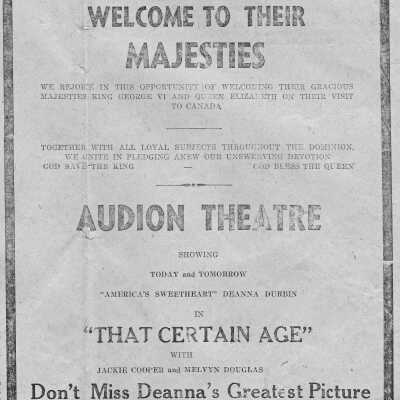 WELCOME TO THEIR
MAJESTIES
WE REJOICE IN THIS OPPORTUNITY OF WELCOMING THEIR GRACIOUS
MAJESTIES KING GEORGE VI AND QUEEN ELIZABETH ON THEIR VISIT
TO CANADA
TOGETHER WITH ALL LOYAL SUBJECTS THROUGHOUT THE DOMINION,
WE UNITE IN PLEDGING ANEW OUR UNSWERVING DEVOTION
GOD SAVE THE KING — GOD BLESS THE QUEEN
AUDION THEATRE
SHOWING
TODAY and TOMORROW
"AMERICA'S SWEETHEART" DEANNA DURBIN
IN
"THAT CERTAIN AGE"
WITH
JACKIE COOPER and MELVYN DOUGLAS
Don't Miss Deanna's Greatest Picture